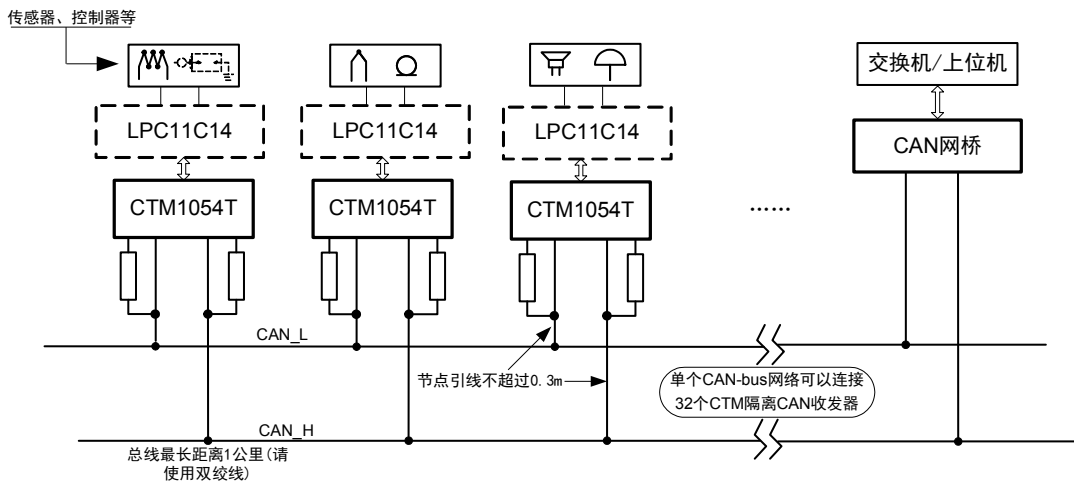 传感器、控制器等
交换机/上位机
LPC11C14
LPC11C14
LPC11C14
CAN网桥
CTM1054T
CTM1054T
CTM1054T
……
CAN_L
节点引线不超过0.3m
单个CAN-bus网络可以连接
32个CTM隔离CAN收发器
CAN_H
总线最长距离1公里(请
使用双绞线)